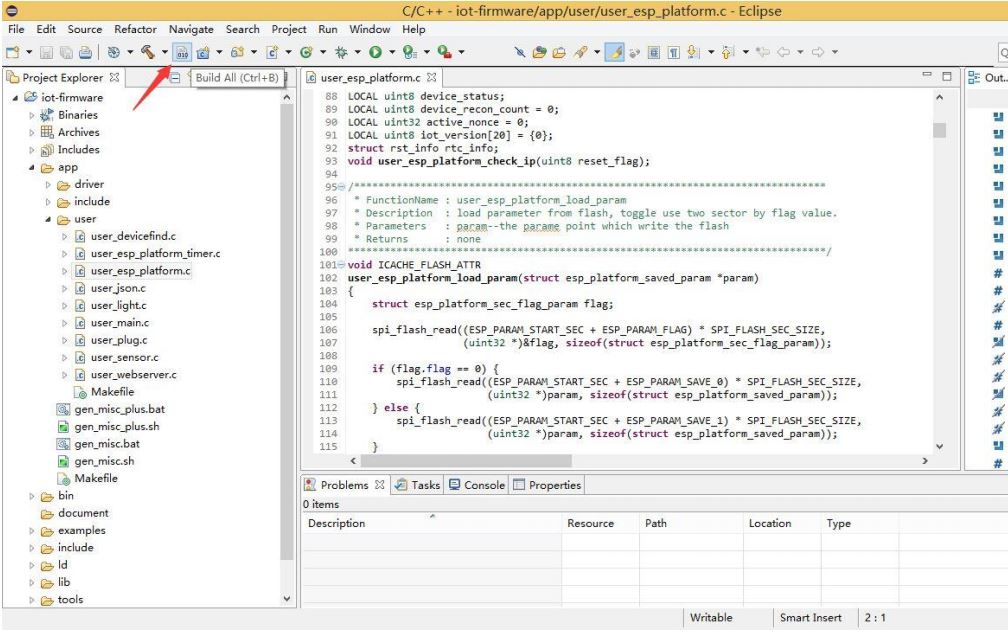 C/C++ - iot-firmware/app/user/user_esp_platform.c - Eclipse
File Edit Source Refactor Navigate Search Project Run Window Help
Project Explorer
Build All (Ctrl+B)
user_esp_platform.c
Out..
iot-firmware
Binaries
Archives
Includes
app
driver
include
user
user_devicefind.c
user_esp_platform_timer.c
user_esp_platform.c
user_json.c
user_light.c
user_main.c
user_plug.c
user_sensor.c
user_webserver.c
Makefile
gen_misc_plus.bat
gen_misc_plus.sh
gen_misc.bat
gen_misc.sh
Makefile
bin
document
examples
include
ld
lib
tools
88 LOCAL uint8 device_status;
89 LOCAL uint8 device_recon_count = 0;
90 LOCAL uint32 active_nonce = 0;
91 LOCAL uint8 iot_version[20] = {0};
92 struct rst_info rtc_info;
93 void user_esp_platform_check_ip(uint8 reset_flag);
94
95 /******************************************************************************
96 * FunctionName : user_esp_platform_load_param
97 * Description : load parameter from flash, toggle use two sector by flag value.
98 * Parameters : param--the parame point which write the flash
99 * Returns : none
100 *******************************************************************************/
101 void ICACHE_FLASH_ATTR
102 user_esp_platform_load_param(struct esp_platform_saved_param *param)
103 {
104 struct esp_platform_sec_flag_param flag;
105
106 spi_flash_read((ESP_PARAM_START_SEC + ESP_PARAM_FLAG) * SPI_FLASH_SEC_SIZE,
107 (uint32 *)&flag, sizeof(struct esp_platform_sec_flag_param));
108
109 if (flag.flag == 0) {
110 spi_flash_read((ESP_PARAM_START_SEC + ESP_PARAM_SAVE_0) * SPI_FLASH_SEC_SIZE,
111 (uint32 *)param, sizeof(struct esp_platform_saved_param));
112 } else {
113 spi_flash_read((ESP_PARAM_START_SEC + ESP_PARAM_SAVE_1) * SPI_FLASH_SEC_SIZE,
114 (uint32 *)param, sizeof(struct esp_platform_saved_param));
115 }
Problems Tasks Console Properties
0 items
Description Resource Path Location Type
Writable Smart Insert 2 : 1